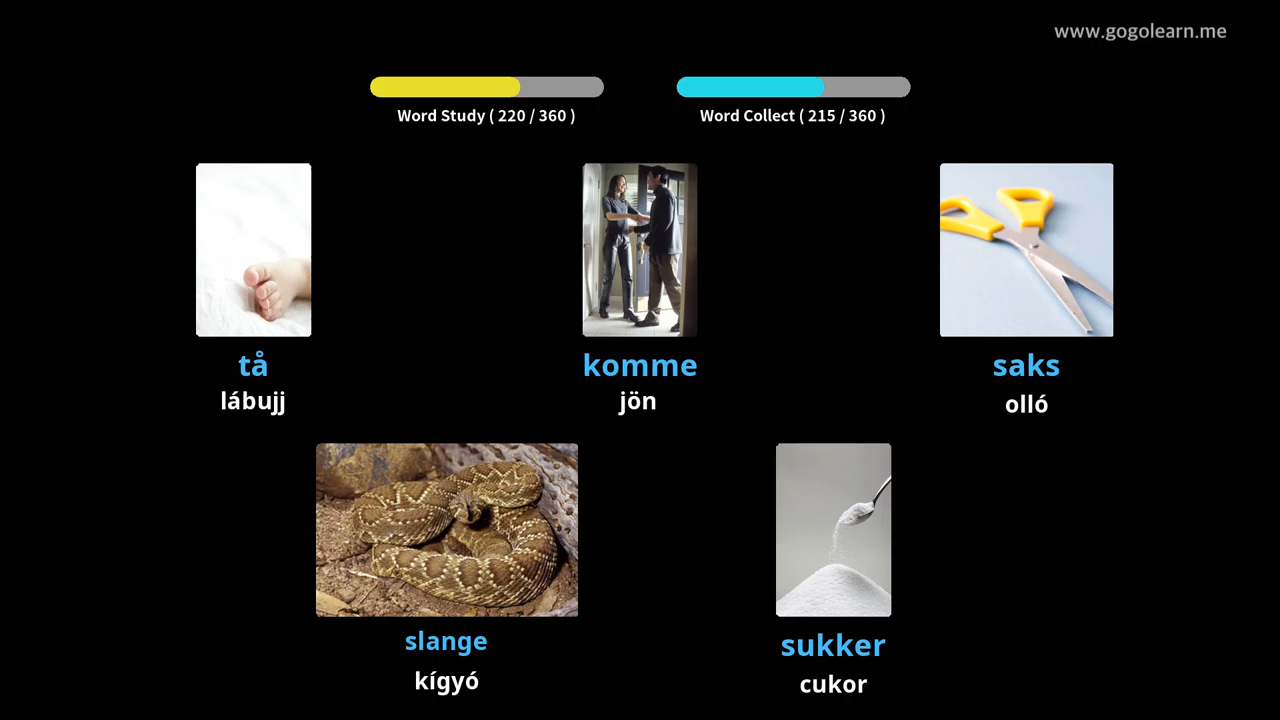 www.gogolearn.me
Word Study ( 220 / 360 )
Word Collect ( 215 / 360 )
tå
lábujj
komme
jön
saks
olló
slange
kígyó
sukker
cukor